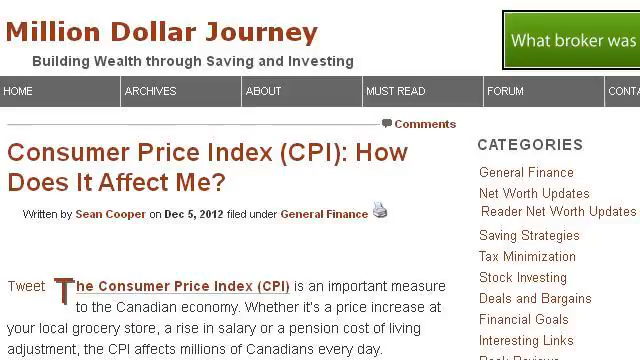 Million Dollar Journey
Building Wealth through Saving and Investing
What broker was
HOME
ARCHIVES
ABOUT
MUST READ
FORUM
CONTA
Comments
Consumer Price Index (CPI): How
Does It Affect Me?
Written by Sean Cooper on Dec 5, 2012 filed under General Finance
Tweet
The Consumer Price Index (CPI) is an important measure
to the Canadian economy. Whether it's a price increase at
your local grocery store, a rise in salary or a pension cost of living
adjustment, the CPI affects millions of Canadians every day.
CATEGORIES
General Finance
Net Worth Updates
Reader Net Worth Updates
Saving Strategies
Tax Minimization
Stock Investing
Deals and Bargains
Financial Goals
Interesting Links
Book Reviews